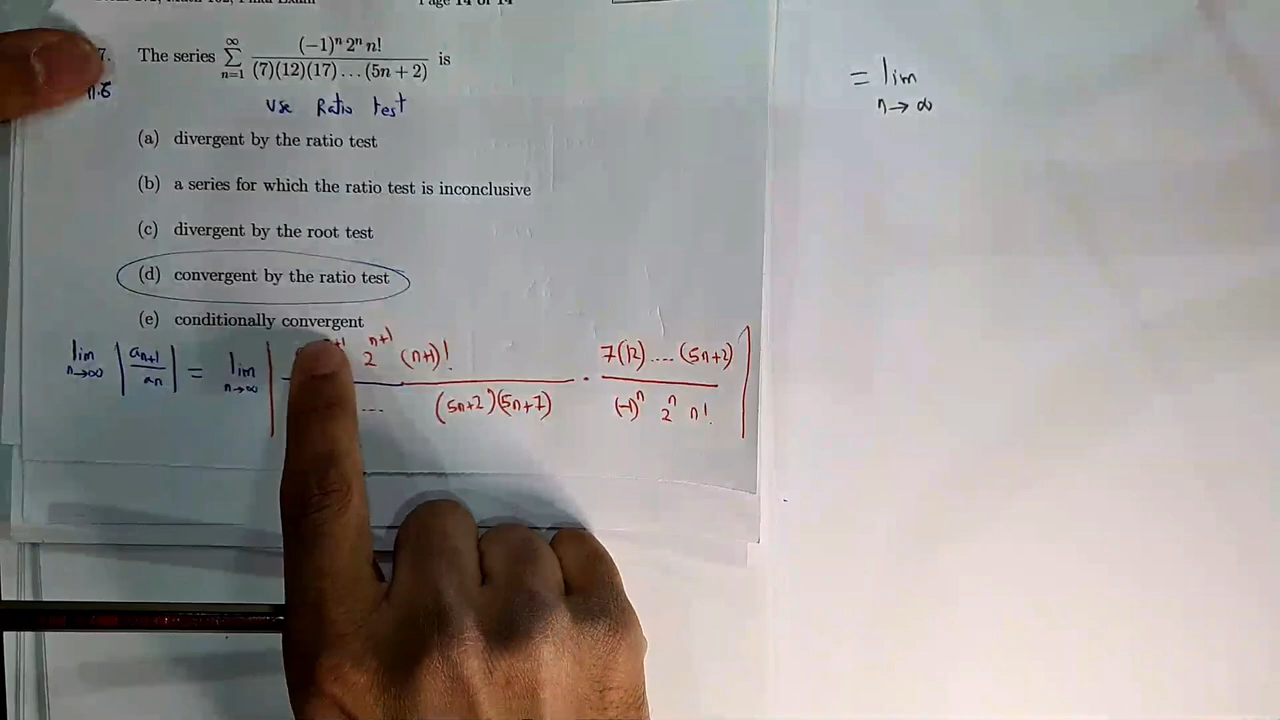 Page 14 of 14
7. The series ∑_{n=1}^{∞} (-1)^n 2^n n! / (7)(12)(17)...(5n + 2) is
Use Ratio test
(a) divergent by the ratio test
(b) a series for which the ratio test is inconclusive
(c) divergent by the root test
(d) convergent by the ratio test
(e) conditionally convergent
lim_{n→∞} |a_{n+1} / a_n| = lim_{n→∞} | 2^{n+1} (n+1)! / ... (5n+2)(5n+7) · 7(12)....(5n+2) / (-1)^n 2^n n! |
= lim_{n→∞}